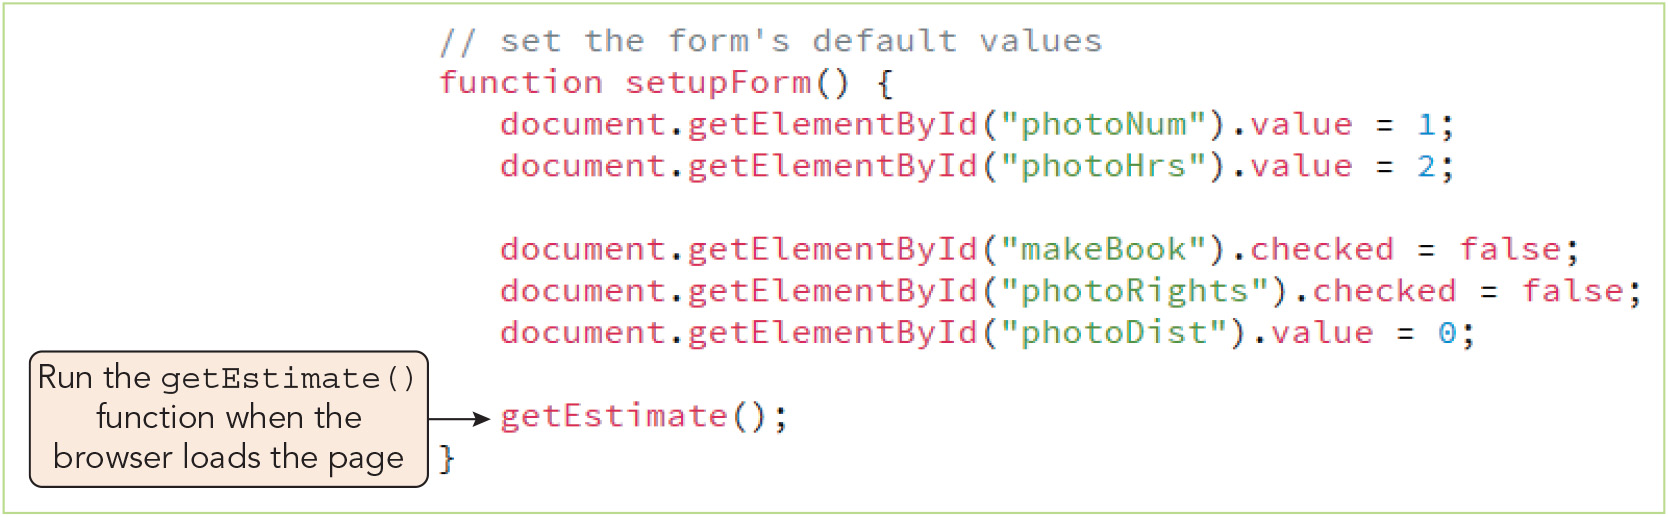 // set the form's default values
function setupForm() {
document.getElementById("photoNum").value = 1;
document.getElementById("photoHrs").value = 2;
document.getElementById("makeBook").checked = false;
document.getElementById("photoRights").checked = false;
document.getElementById("photoDist").value = 0;
Run the getEstimate()
function when the
browser loads the page
getEstimate();
}